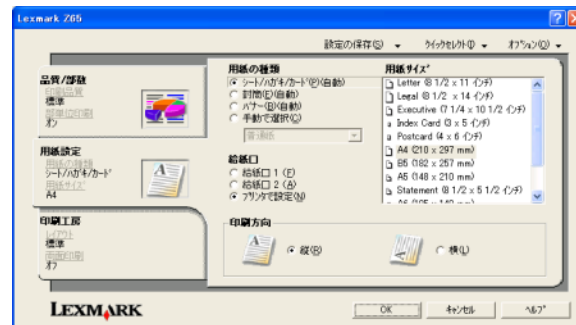 Lexmark Z65
設定の保存(S)
クイックセレクト(I)
オプション(O)
品質/部数
印刷品質
標準
部単位印刷
オン
用紙設定
用紙の種類
シート/ハガキ/カード
用紙サイズ
A4
印刷工房
レイアウト
標準
両面印刷
オフ
用紙の種類
シート/ハガキ/カード(P)(自動)
封筒(E)(自動)
バナー(B)(自動)
手動で選択(C)
普通紙
給紙口
給紙口 1 (F)
給紙口 2 (A)
プリンタで設定(N)
用紙サイズ
Letter (8 1/2 x 11 インチ)
Legal (8 1/2 x 14 インチ)
Executive (7 1/4 x 10 1/2 インチ)
Index Card (3 x 5 インチ)
Postcard (4 x 6 インチ)
A4 (210 x 297 mm)
B5 (182 x 257 mm)
A5 (148 x 210 mm)
Statement (8 1/2 x 5 1/2 インチ)
A6 (105 x 148 mm)
印刷方向
縦(R)
横(L)
LEXMARK
OK
キャンセル
ヘルプ